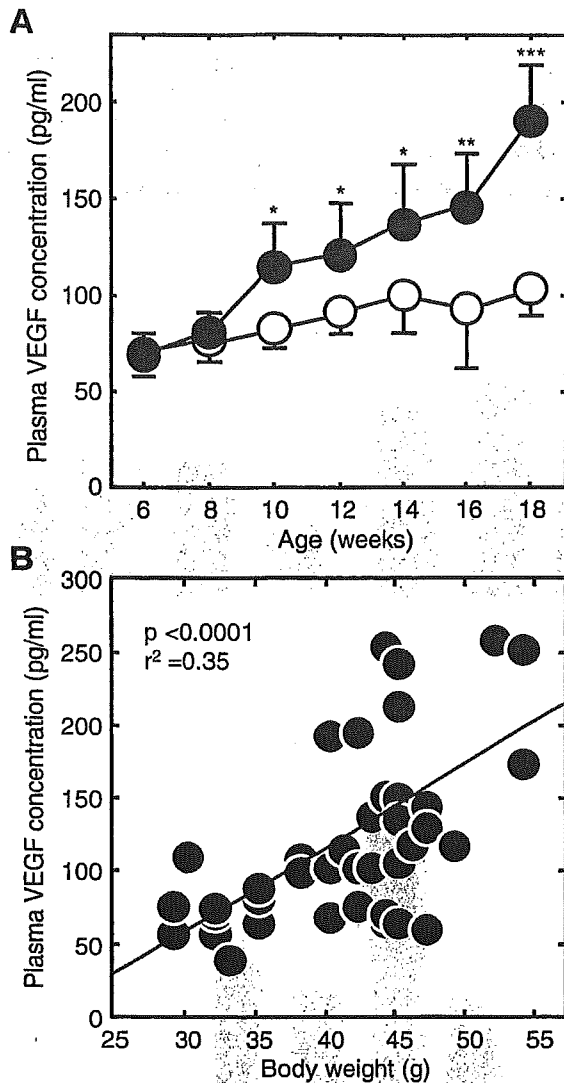 A
Plasma VEGF concentration (pg/ml)
200
150
100
50
0
*
*
*
**
***
6 8 10 12 14 16 18
Age (weeks)
B
Plasma VEGF concentration (pg/ml)
300
250
200
150
100
50
0
p <0.0001
r² =0.35
25 30 35 40 45 50 55
Body weight (g)